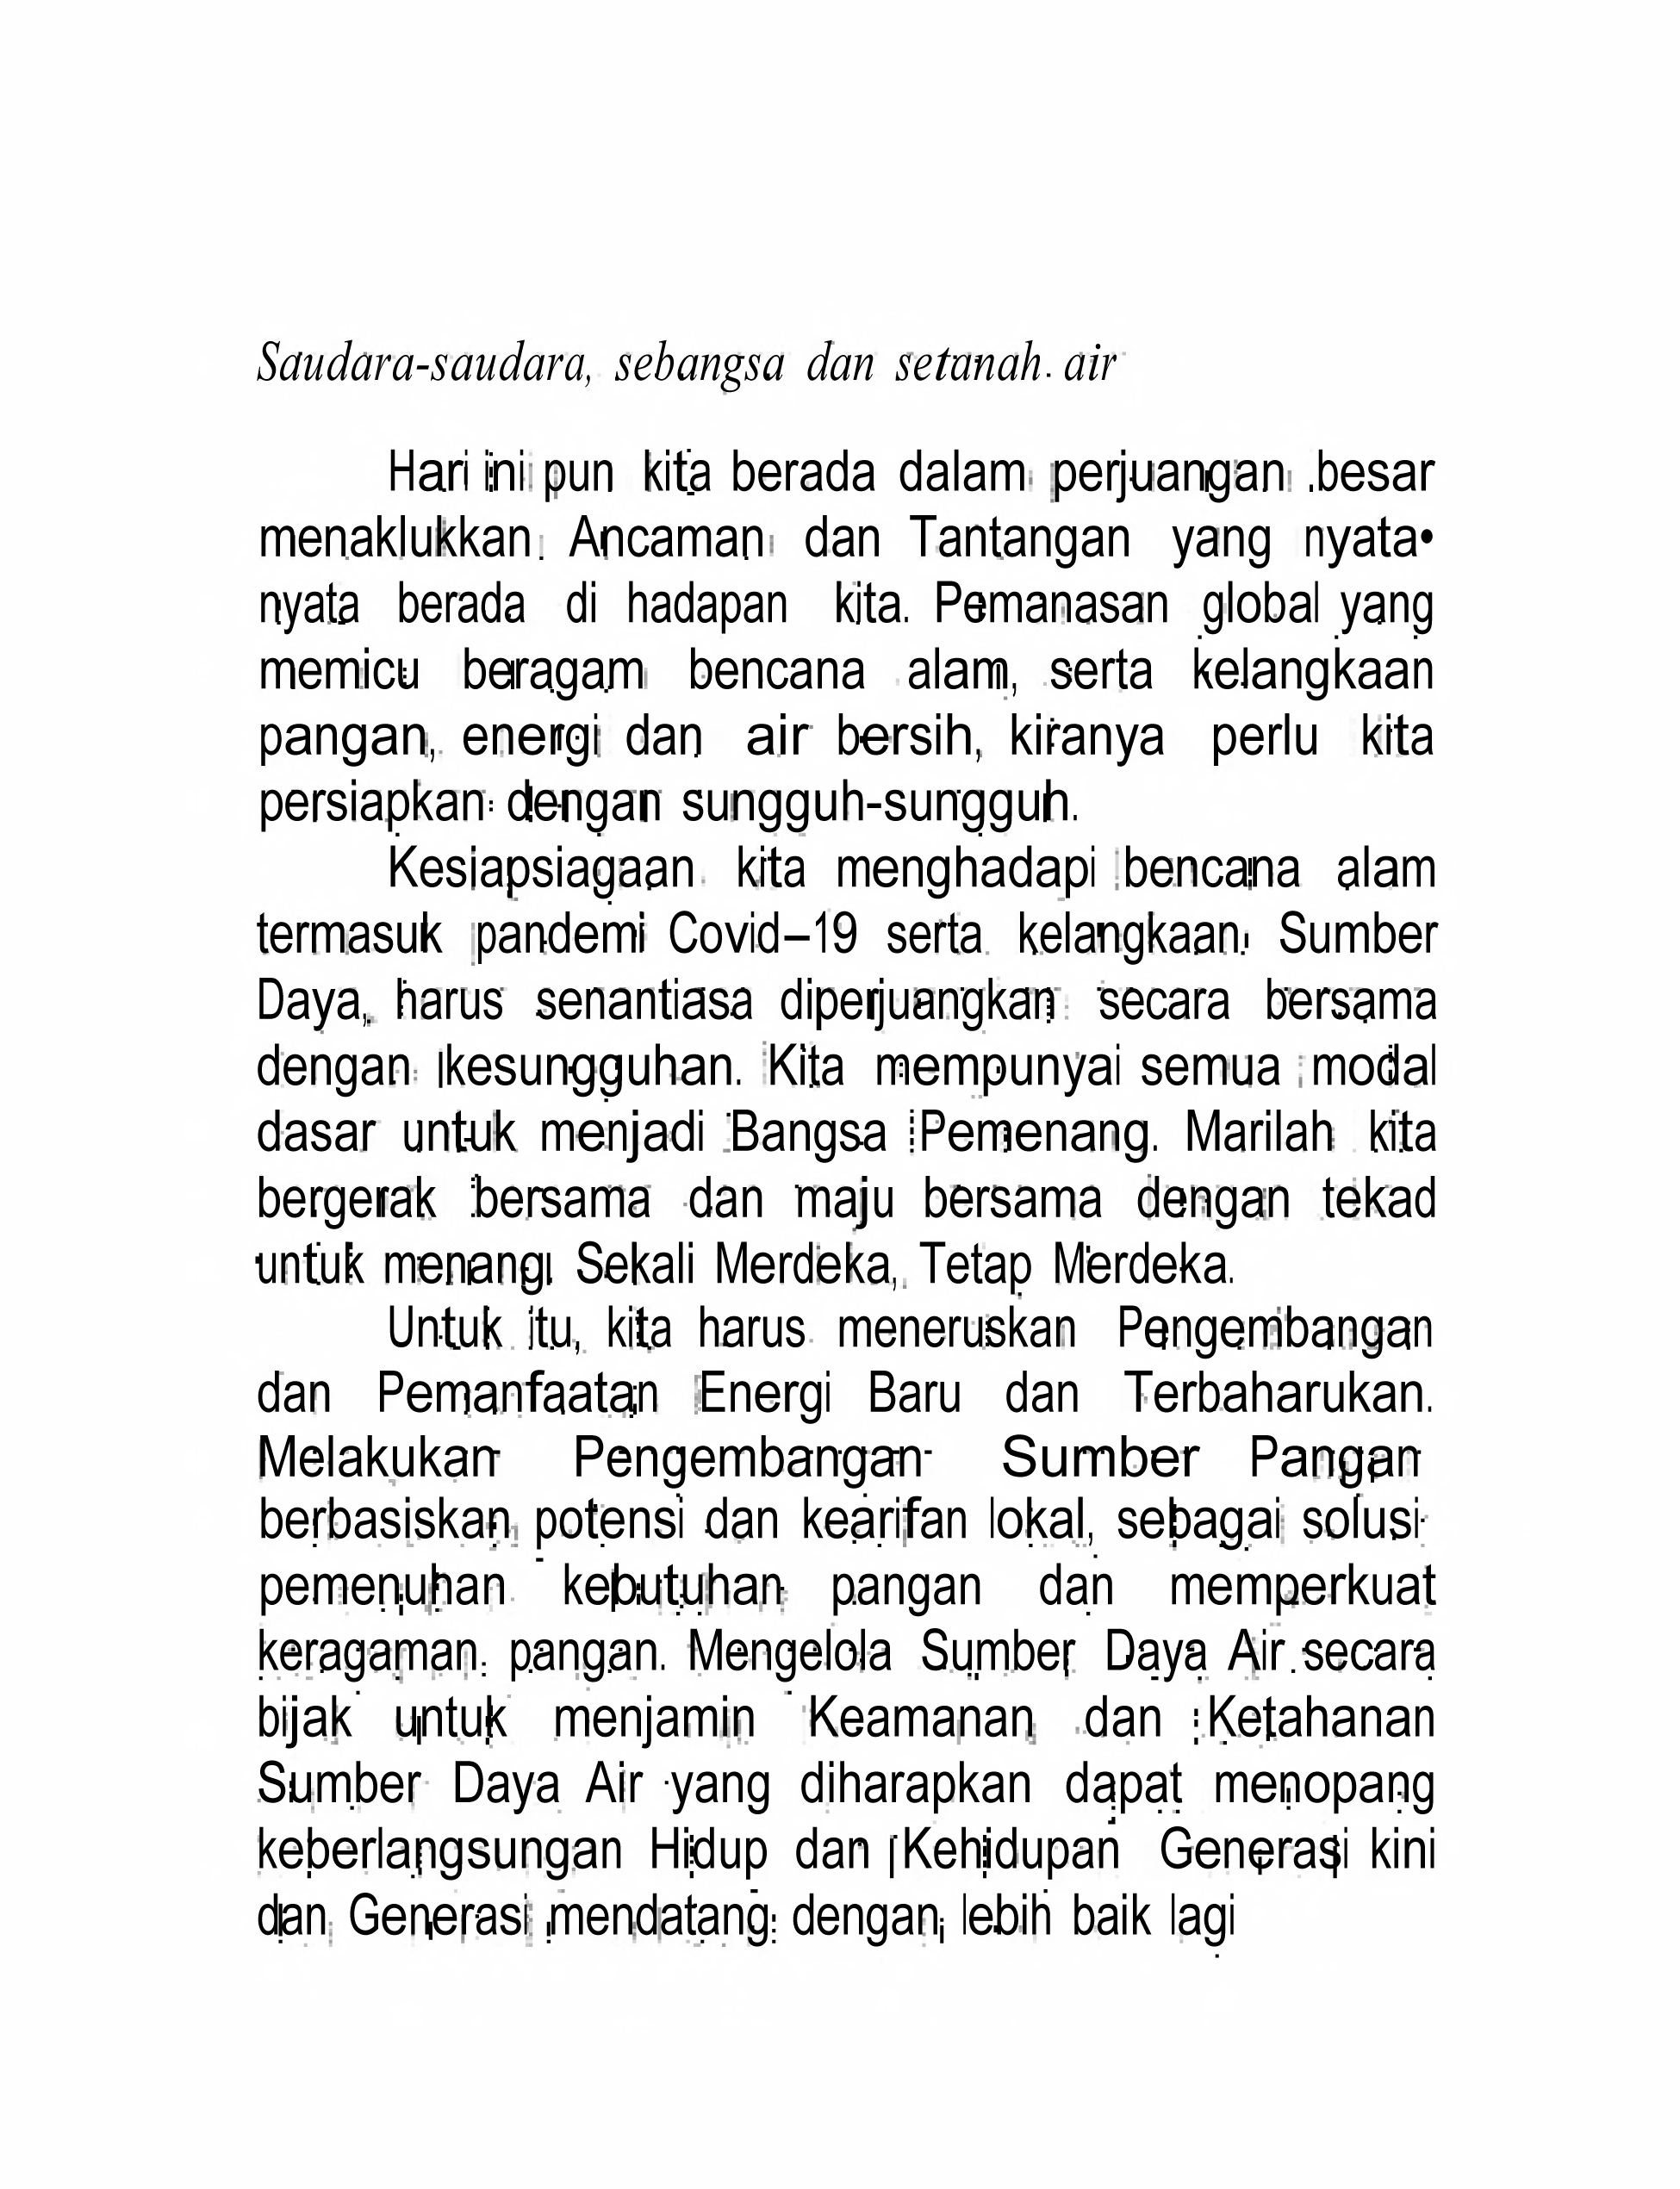 Saudara-saudara, sebangsa dan setanah air
Hari ini pun kita berada dalam perjuangan besar
menaklukkan Ancaman dan Tantangan yang nyata•
nyata berada di hadapan kita. Pemanasan global yang
memicu beragam bencana alam, serta kelangkaan
pangan, energi dan air bersih, kiranya perlu kita
persiapkan dengan sungguh-sungguh.
Kesiapsiagaan kita menghadapi bencana alam
termasuk pandemi Covid–19 serta kelangkaan Sumber
Daya, harus senantiasa diperjuangkan secara bersama
dengan kesungguhan. Kita mempunyai semua modal
dasar untuk menjadi Bangsa Pemenang. Marilah kita
bergerak bersama dan maju bersama dengan tekad
untuk menang. Sekali Merdeka, Tetap Merdeka.
Untuk itu, kita harus meneruskan Pengembangan
dan Pemanfaatan Energi Baru dan Terbaharukan.
Melakukan Pengembangan Sumber Pangan
berbasiskan potensi dan kearifan lokal, sebagai solusi
pemenuhan kebutuhan pangan dan memperkuat
keragaman pangan. Mengelola Sumber Daya Air secara
bijak untuk menjamin Keamanan dan Ketahanan
Sumber Daya Air yang diharapkan dapat menopang
keberlangsungan Hidup dan Kehidupan Generasi kini
dan Generasi mendatang dengan lebih baik lagi